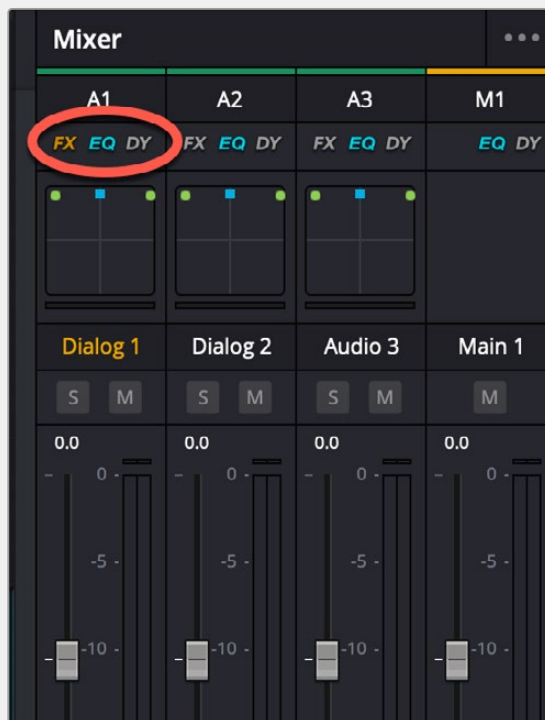 Mixer
A1 A2 A3 M1
FX EQ DY FX EQ DY FX EQ DY EQ DY
Dialog 1 Dialog 2 Audio 3 Main 1
S M S M S M M
0.0 0.0 0.0 0.0
- 0 - - 0 - - 0 - - 0 -
-5 - -5 - -5 - -5 -
-10 - -10 - -10 - -10 -